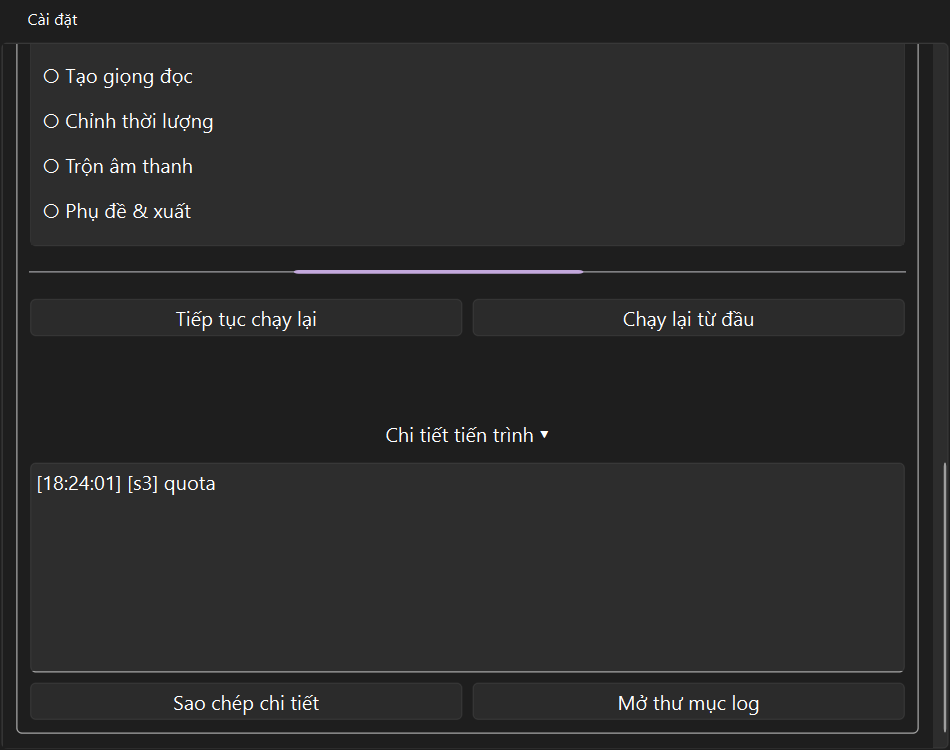 Cài đặt
Tạo giọng đọc
Chỉnh thời lượng
Trộn âm thanh
Phụ đề & xuất
Tiếp tục chạy lại
Chạy lại từ đầu
Chi tiết tiến trình ▾
[18:24:01] [s3] quota
Sao chép chi tiết
Mở thư mục log